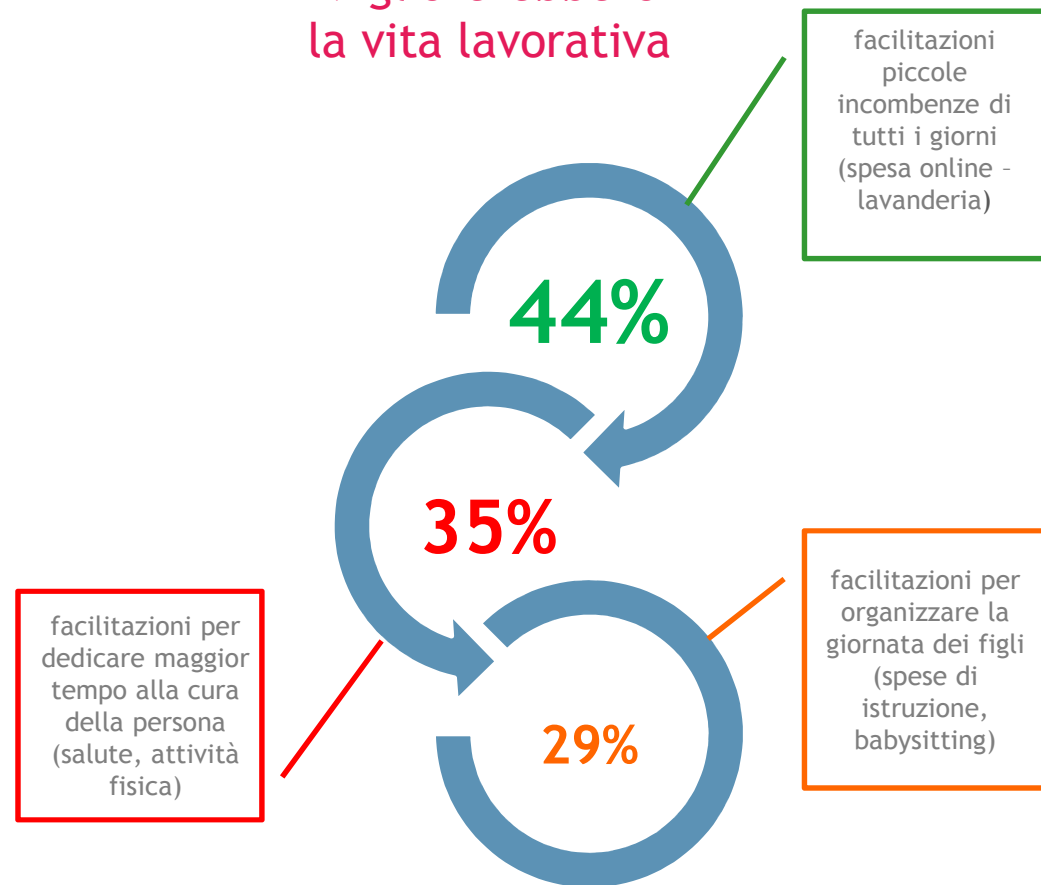 la vita lavorativa
facilitazioni
piccole
incombenze di
tutti i giorni
(spesa online –
lavanderia)
44%
35%
facilitazioni per
dedicare maggior
tempo alla cura
della persona
(salute, attività
fisica)
facilitazioni per
organizzare la
giornata dei figli
(spese di
istruzione,
babysitting)
29%